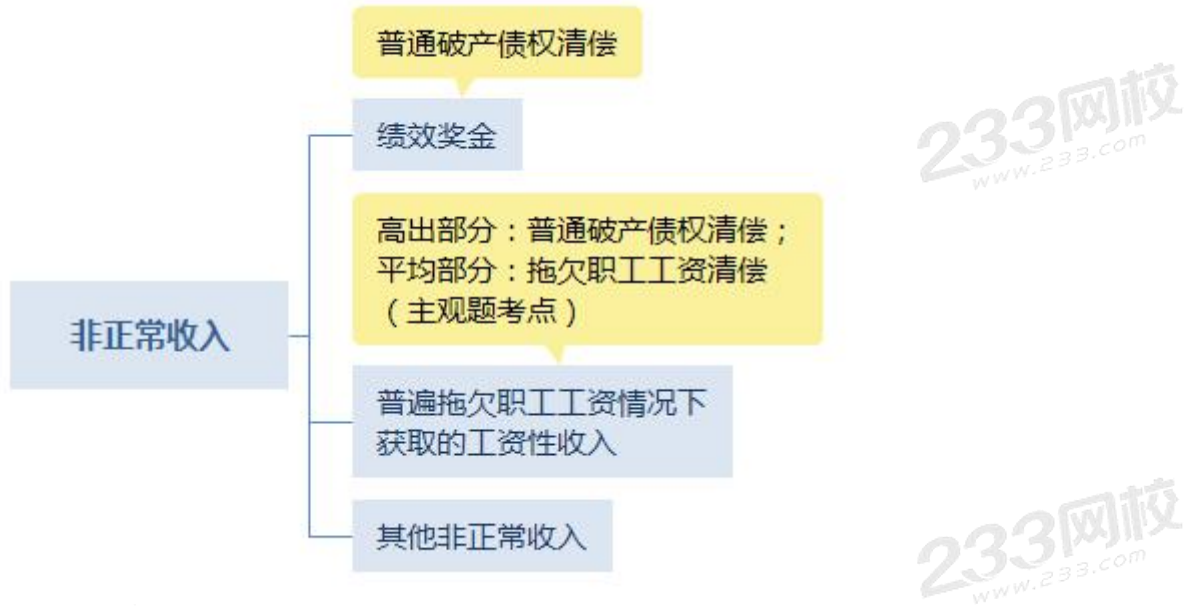 普通破产债权清偿
绩效奖金
高出部分：普通破产债权清偿；
平均部分：拖欠职工工资清偿
（主观题考点）
非正常收入
普遍拖欠职工工资情况下
获取的工资性收入
其他非正常收入
233网校
www.233.com
233网校
www.233.com